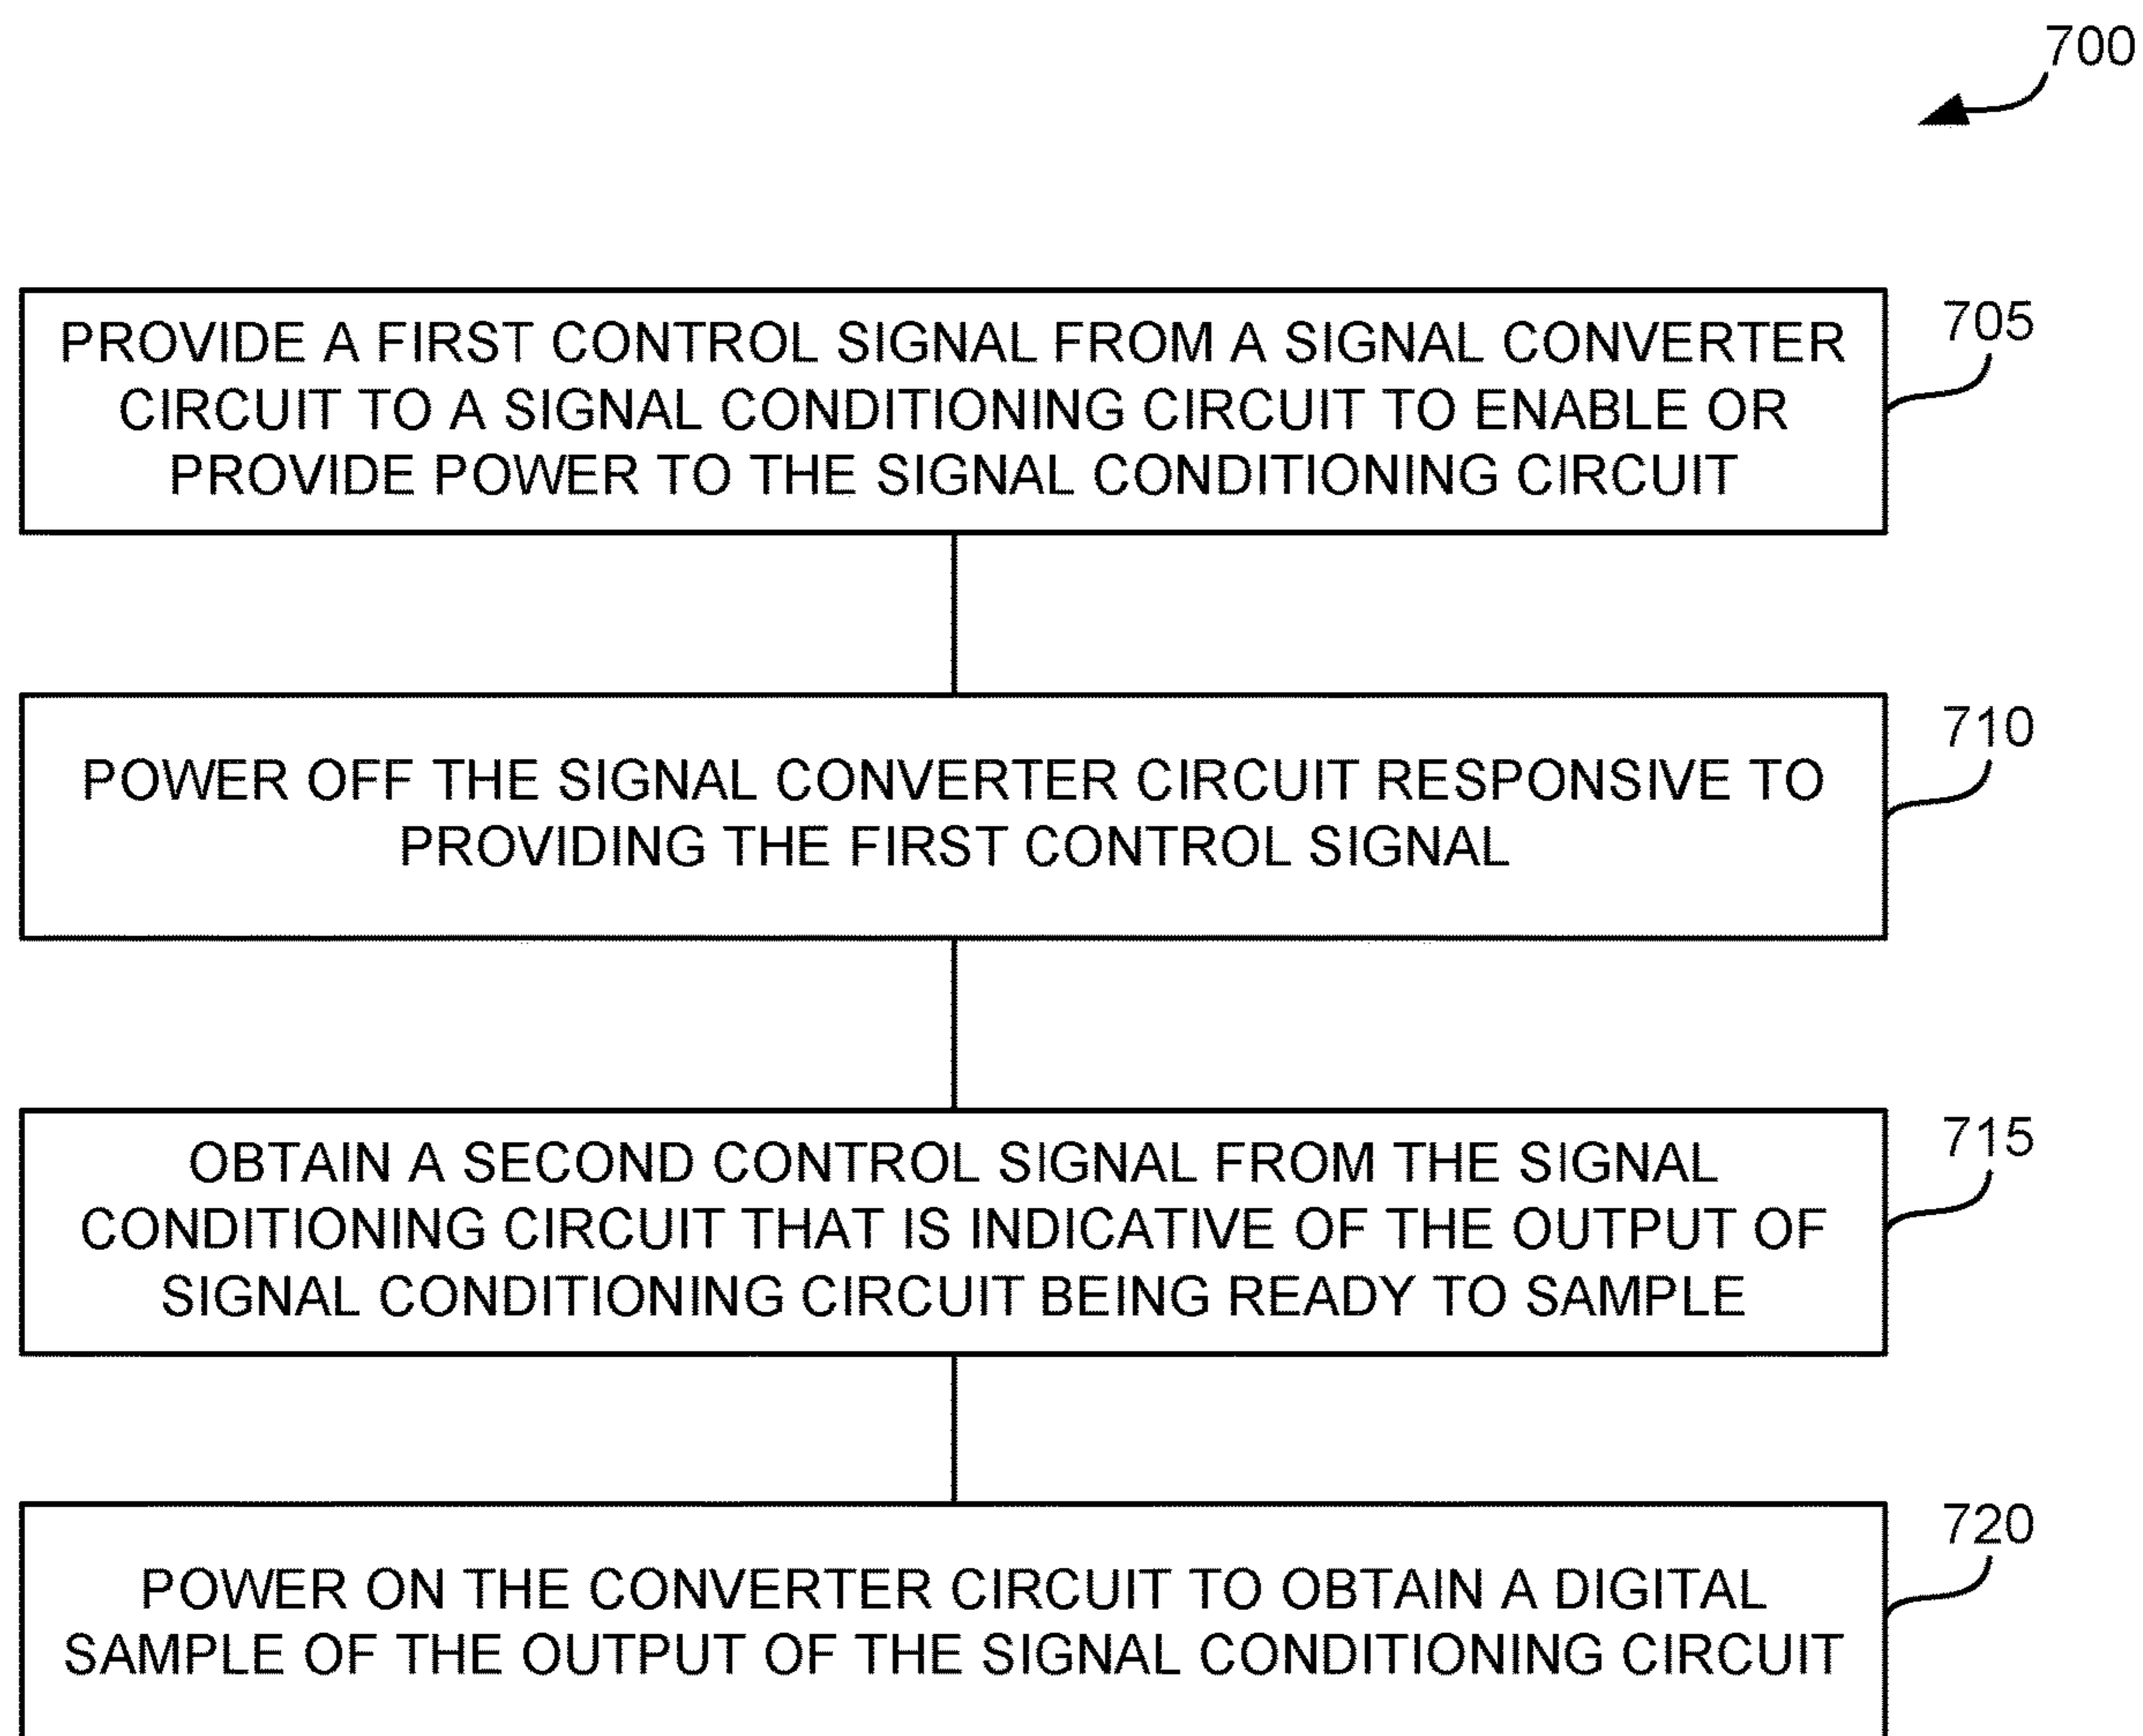 700
PROVIDE A FIRST CONTROL SIGNAL FROM A SIGNAL CONVERTER
CIRCUIT TO A SIGNAL CONDITIONING CIRCUIT TO ENABLE OR
PROVIDE POWER TO THE SIGNAL CONDITIONING CIRCUIT
705
POWER OFF THE SIGNAL CONVERTER CIRCUIT RESPONSIVE TO
PROVIDING THE FIRST CONTROL SIGNAL
710
OBTAIN A SECOND CONTROL SIGNAL FROM THE SIGNAL
CONDITIONING CIRCUIT THAT IS INDICATIVE OF THE OUTPUT OF
SIGNAL CONDITIONING CIRCUIT BEING READY TO SAMPLE
715
POWER ON THE CONVERTER CIRCUIT TO OBTAIN A DIGITAL
SAMPLE OF THE OUTPUT OF THE SIGNAL CONDITIONING CIRCUIT
720